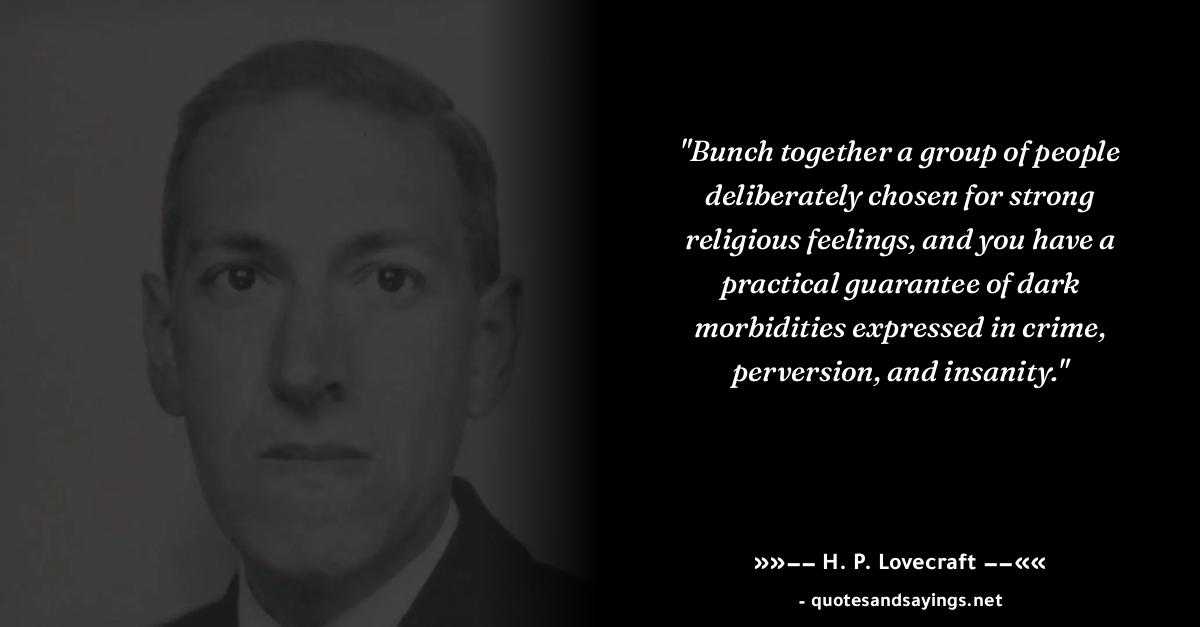 "Bunch together a group of people
deliberately chosen for strong
religious feelings, and you have a
practical guarantee of dark
morbidities expressed in crime,
perversion, and insanity."
»»−− H. P. Lovecraft −−««
- quotesandsayings.net